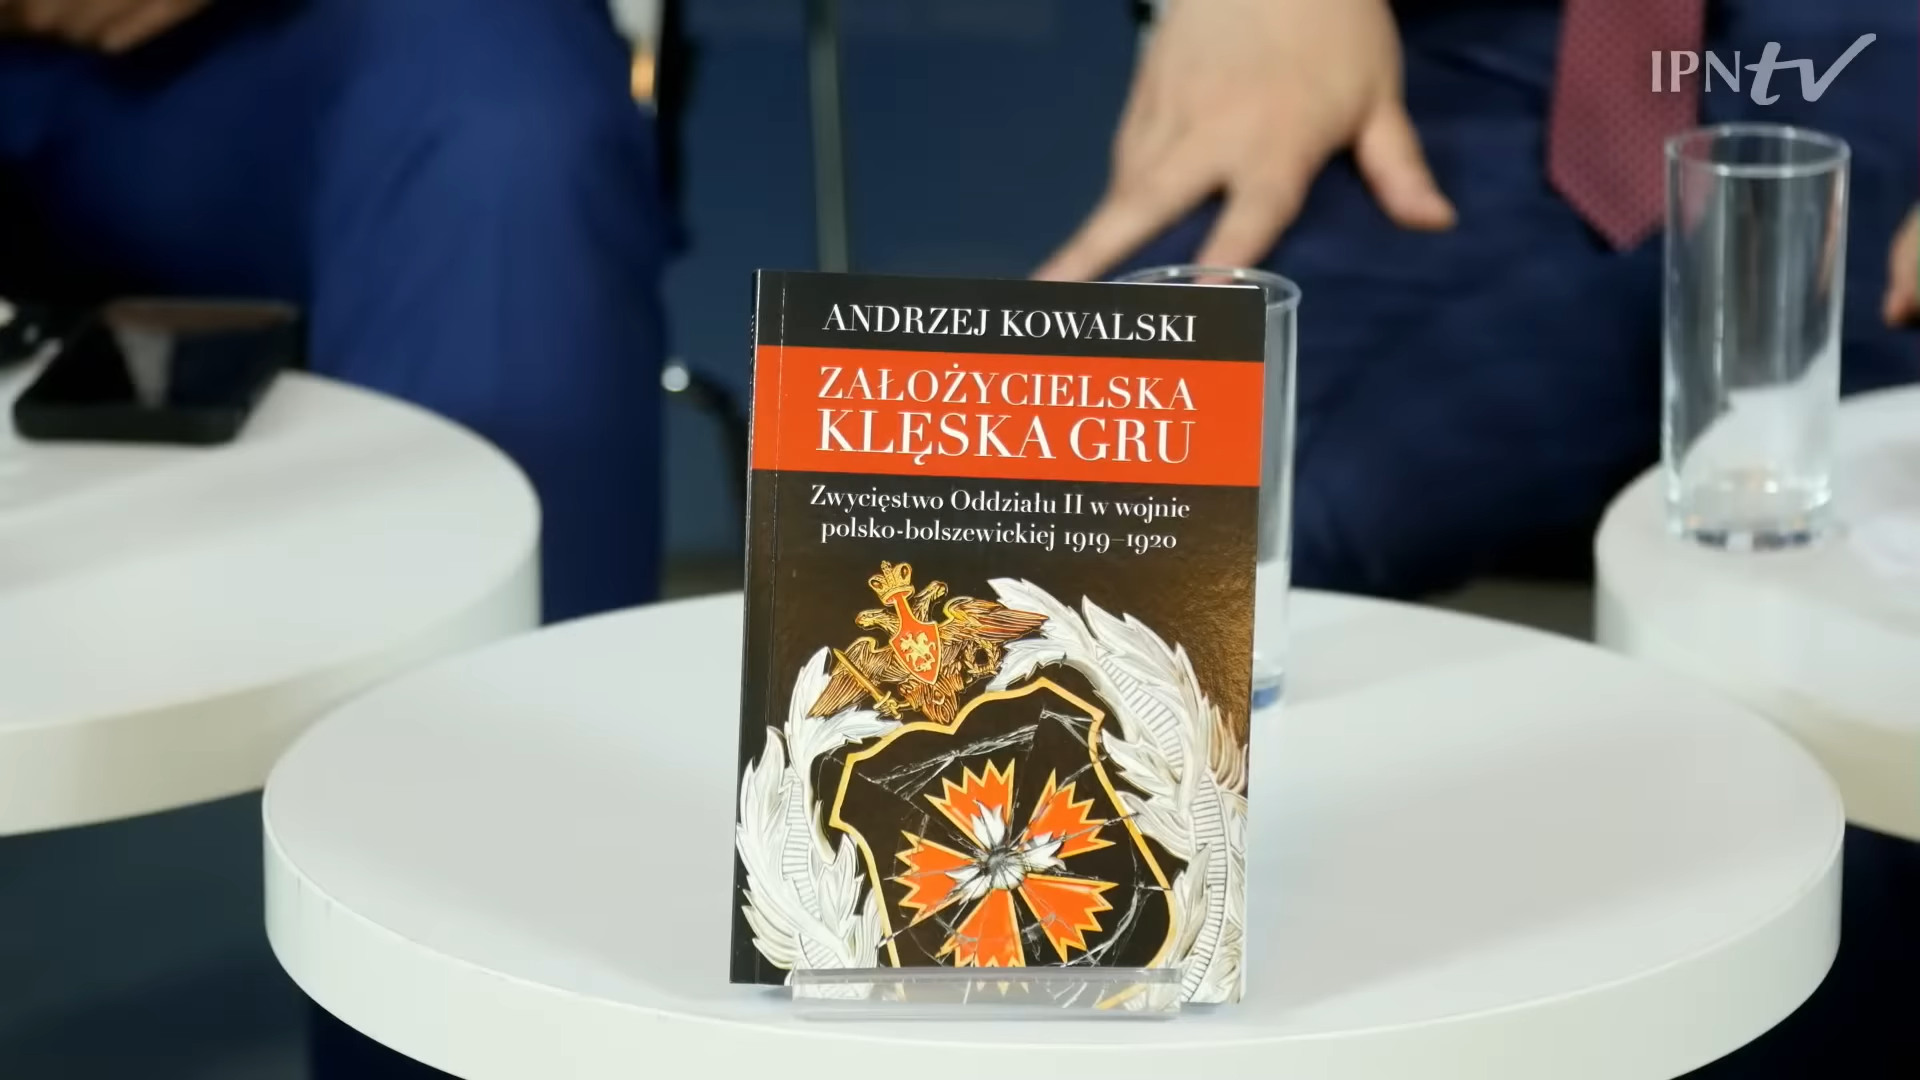 IPNtv
ANDRZEJ KOWALSKI
ZAŁOŻYCIELSKA
KLĘSKA GRU
Zwycięstwo Oddziału II w wojnie
polsko-bolszewickiej 1919–1920